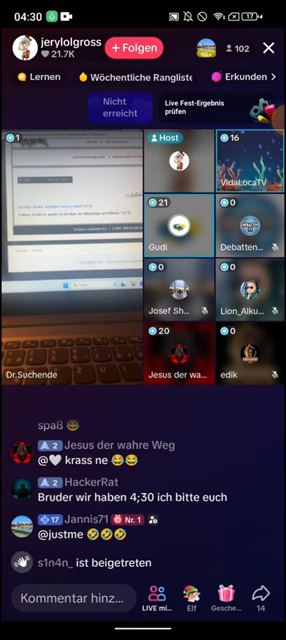 04:30
17
jerylolgross
21.7K
+ Folgen
102
Lernen
Wöchentliche Rangliste
Erkunden
Nicht
erreicht
Live Fest-Ergebnis
prüfen
1
Host
16
VidaLocaTV
21
Gudi
0
Debatten...
0
Josef Sh...
0
Lion_Alku...
Dr.Suchende
20
Jesus der wa...
0
edik
spaß 😅
2 Jesus der wahre Weg
@🤍 krass ne 😂😂
2 HackerRat
Bruder wir haben 4;30 ich bitte euch
17 Jannis71 Nr. 1
@justme 🤣🤣🤣
s1n4n_ ist beigetreten
Kommentar hinz...
LIVE mi...
Elf
Gesche...
14